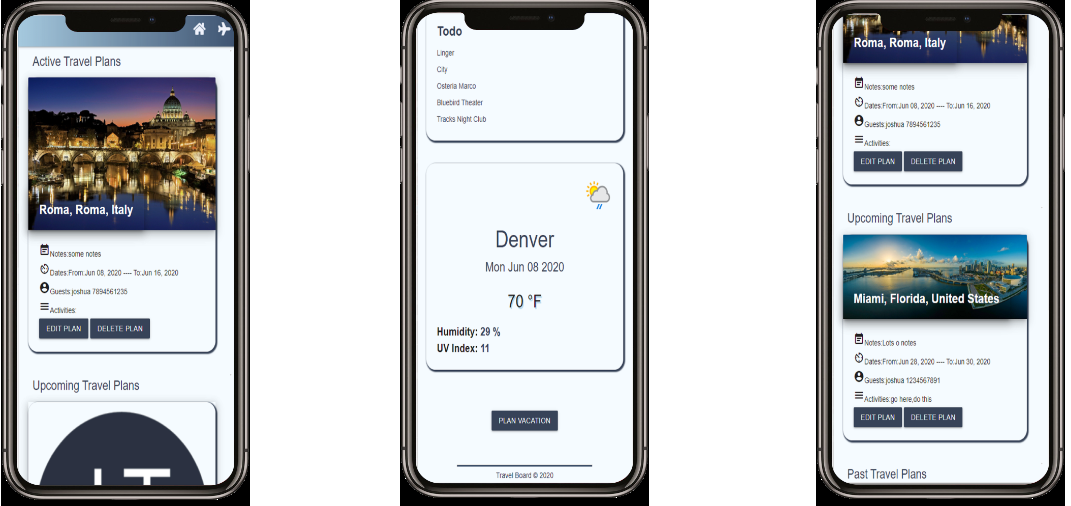 Active Travel Plans
Roma, Roma, Italy
Notes:some notes
Dates:From:Jun 08, 2020 ---- To:Jun 16, 2020
Guests:joshua 7894561235
Activities:
EDIT PLAN DELETE PLAN
Upcoming Travel Plans
LT
Todo
Linger
City
Osteria Marco
Bluebird Theater
Tracks Night Club
Denver
Mon Jun 08 2020
70 °F
Humidity: 29 %
UV Index: 11
PLAN VACATION
Travel Board © 2020
Roma, Roma, Italy
Notes:some notes
Dates:From:Jun 08, 2020 ---- To:Jun 16, 2020
Guests:joshua 7894561235
Activities:
EDIT PLAN DELETE PLAN
Upcoming Travel Plans
Miami, Florida, United States
Notes:Lots o notes
Dates:From:Jun 28, 2020 ---- To:Jun 30, 2020
Guests:joshua 1234567891
Activities:go here,do this
EDIT PLAN DELETE PLAN
Past Travel Plans